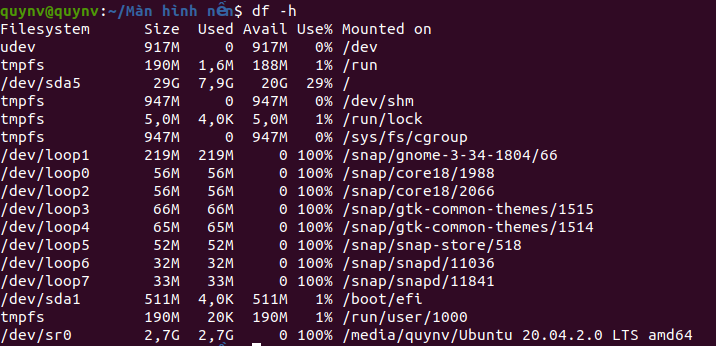 quynv@quynv:~/Màn hình nền$ df -h
Filesystem      Size  Used Avail Use% Mounted on
udev            917M     0  917M   0% /dev
tmpfs           190M  1,6M  188M   1% /run
/dev/sda5        29G  7,9G   20G  29% /
tmpfs           947M     0  947M   0% /dev/shm
tmpfs           5,0M  4,0K  5,0M   1% /run/lock
tmpfs           947M     0  947M   0% /sys/fs/cgroup
/dev/loop1      219M  219M     0 100% /snap/gnome-3-34-1804/66
/dev/loop0       56M   56M     0 100% /snap/core18/1988
/dev/loop2       56M   56M     0 100% /snap/core18/2066
/dev/loop3       66M   66M     0 100% /snap/gtk-common-themes/1515
/dev/loop4       65M   65M     0 100% /snap/gtk-common-themes/1514
/dev/loop5       52M   52M     0 100% /snap/snap-store/518
/dev/loop6       32M   32M     0 100% /snap/snapd/11036
/dev/loop7       33M   33M     0 100% /snap/snapd/11841
/dev/sda1       511M  4,0K  511M   1% /boot/efi
tmpfs           190M   20K  190M   1% /run/user/1000
/dev/sr0        2,7G  2,7G     0 100% /media/quynv/Ubuntu 20.04.2.0 LTS amd64